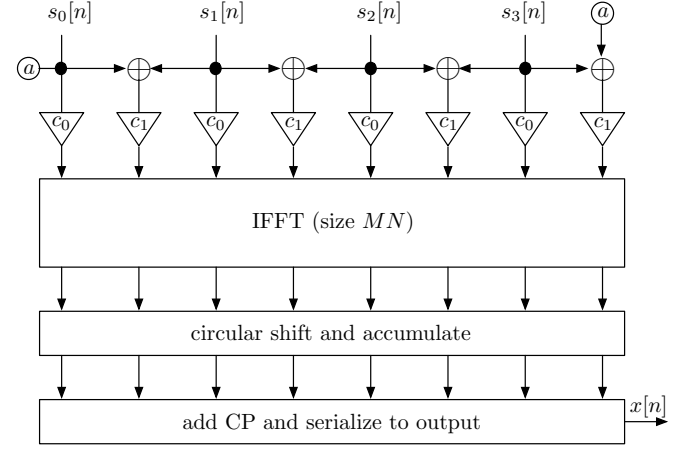 s₀[n] s₁[n] s₂[n] s₃[n] a
a
c₀ c₁ c₀ c₁ c₀ c₁ c₀ c₁
IFFT (size MN)
circular shift and accumulate
add CP and serialize to output x[n]